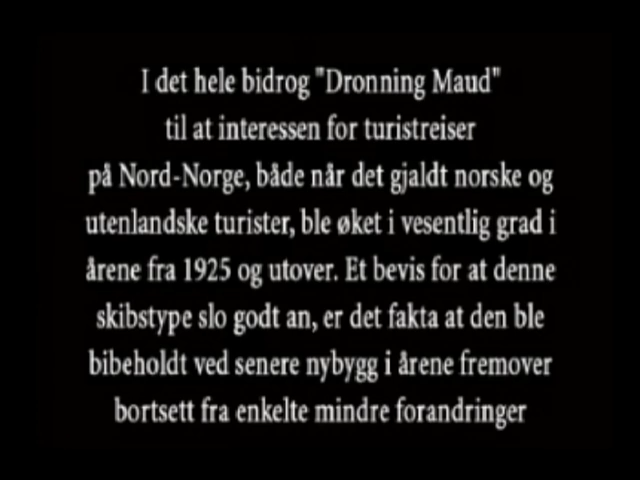 I det hele bidrog "Dronning Maud"
til at interessen for turistreiser
på Nord-Norge, både når det gjaldt norske og
utenlandske turister, ble øket i vesentlig grad i
årene fra 1925 og utover. Et bevis for at denne
skibstype slo godt an, er det fakta at den ble
bibeholdt ved senere nybygg i årene fremover
bortsett fra enkelte mindre forandringer